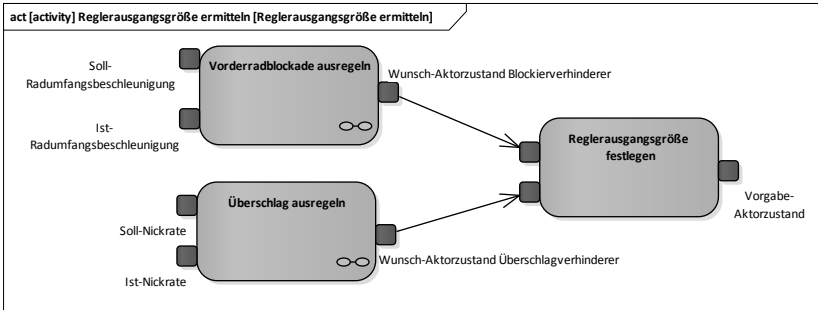 act [activity] Reglerausgangsgröße ermitteln [Reglerausgangsgröße ermitteln]
Soll-
Radumfangsbeschleunigung
Vorderradblockade ausregeln
Wunsch-Aktorzustand Blockierverhinderer
Ist-
Radumfangsbeschleunigung
Reglerausgangsgröße
festlegen
Vorgabe-
Aktorzustand
Überschlag ausregeln
Soll-Nickrate
Wunsch-Aktorzustand Überschlagverhinderer
Ist-Nickrate